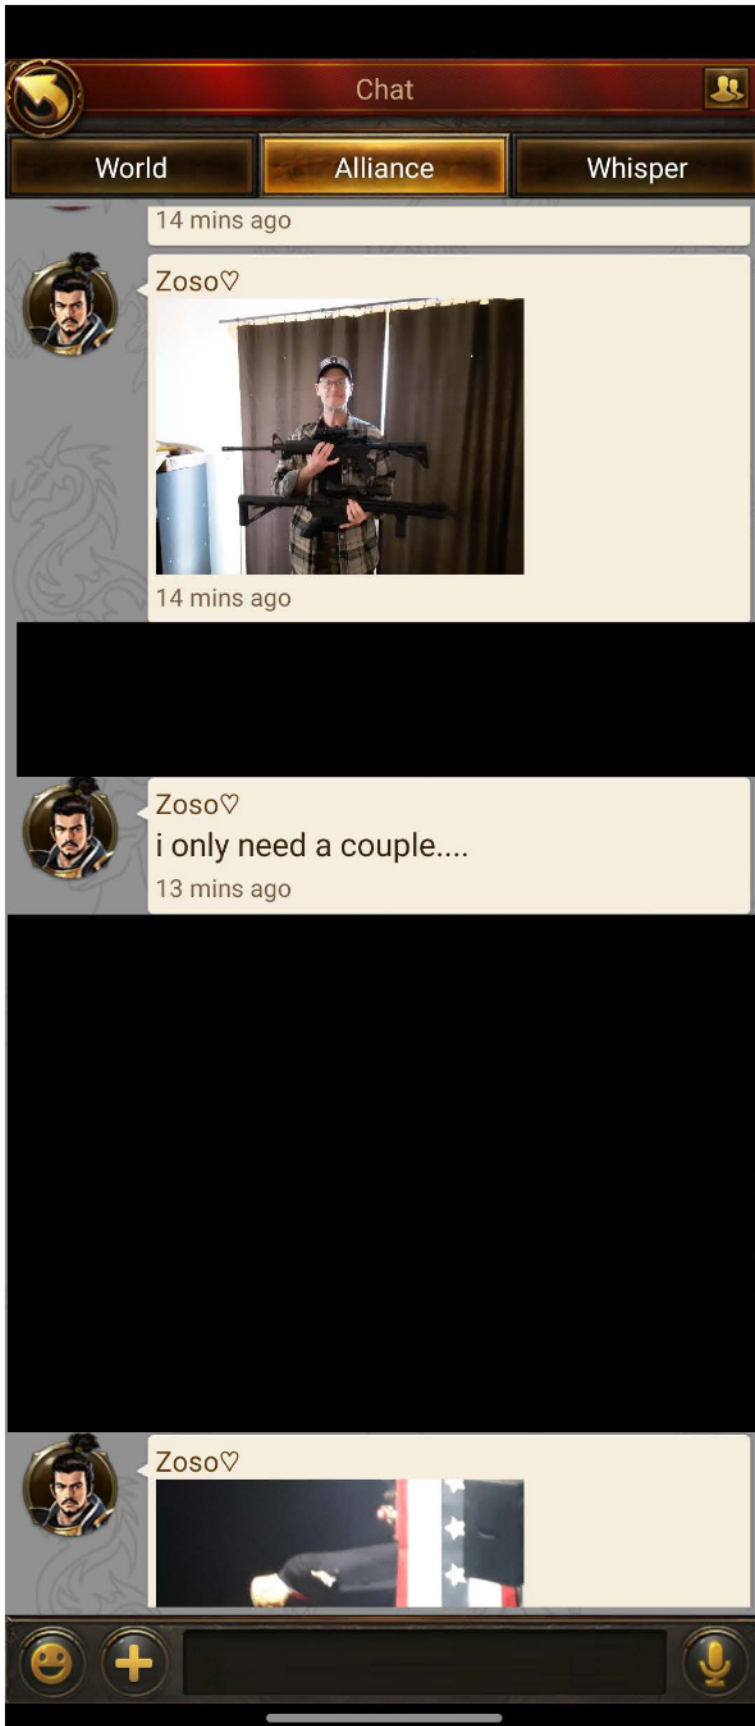 Chat
World
Alliance
Whisper
14 mins ago
Zoso♡
14 mins ago
Zoso♡
i only need a couple....
13 mins ago
Zoso♡